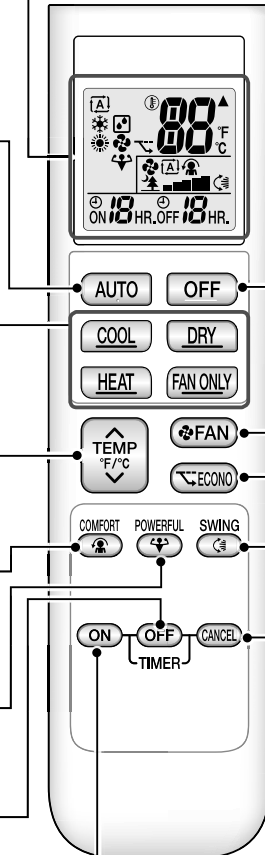 A
88 °F °C
A
ON 18 HR. OFF 18 HR.
AUTO OFF
COOL DRY
HEAT FAN ONLY
TEMP °F/°C
FAN
ECONO
COMFORT POWERFUL SWING
ON OFF CANCEL
TIMER